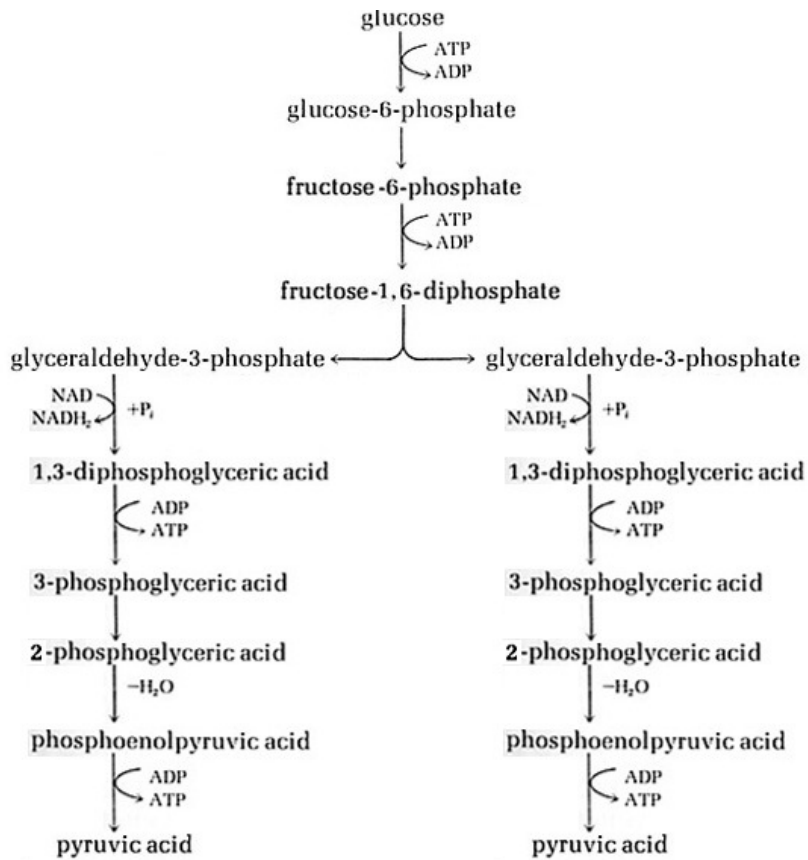 glucose
ATP
ADP
glucose-6-phosphate
fructose-6-phosphate
ATP
ADP
fructose-1,6-diphosphate
glyceraldehyde-3-phosphate glyceraldehyde-3-phosphate
NAD NAD
NADH₂ +Pᵢ NADH₂ +Pᵢ
1,3-diphosphoglyceric acid 1,3-diphosphoglyceric acid
ADP ADP
ATP ATP
3-phosphoglyceric acid 3-phosphoglyceric acid
2-phosphoglyceric acid 2-phosphoglyceric acid
−H₂O −H₂O
phosphoenolpyruvic acid phosphoenolpyruvic acid
ADP ADP
ATP ATP
pyruvic acid pyruvic acid